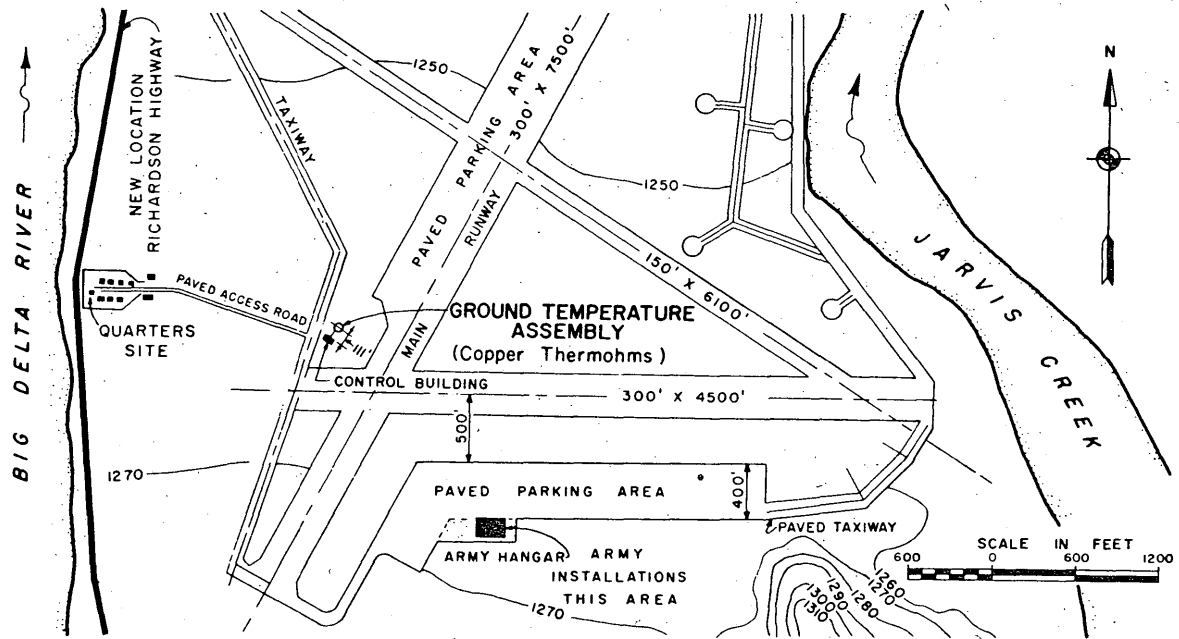 BIG DELTA RIVER
NEW LOCATION
RICHARDSON HIGHWAY
TAXIWAY
1250
PAVED PARKING AREA
300' X 7500'
MAIN RUNWAY
1250
N
JARVIS CREEK
150' X 6100'
PAVED ACCESS ROAD
QUARTERS
SITE
GROUND TEMPERATURE
ASSEMBLY
(Copper Thermohms)
111'
CONTROL BUILDING
300' X 4500'
500'
1270
PAVED PARKING AREA
400'
PAVED TAXIWAY
ARMY HANGAR
ARMY
INSTALLATIONS
THIS AREA
1270
1260
1270
1280
1290
1300
1310
SCALE IN FEET
600 0 600 1200